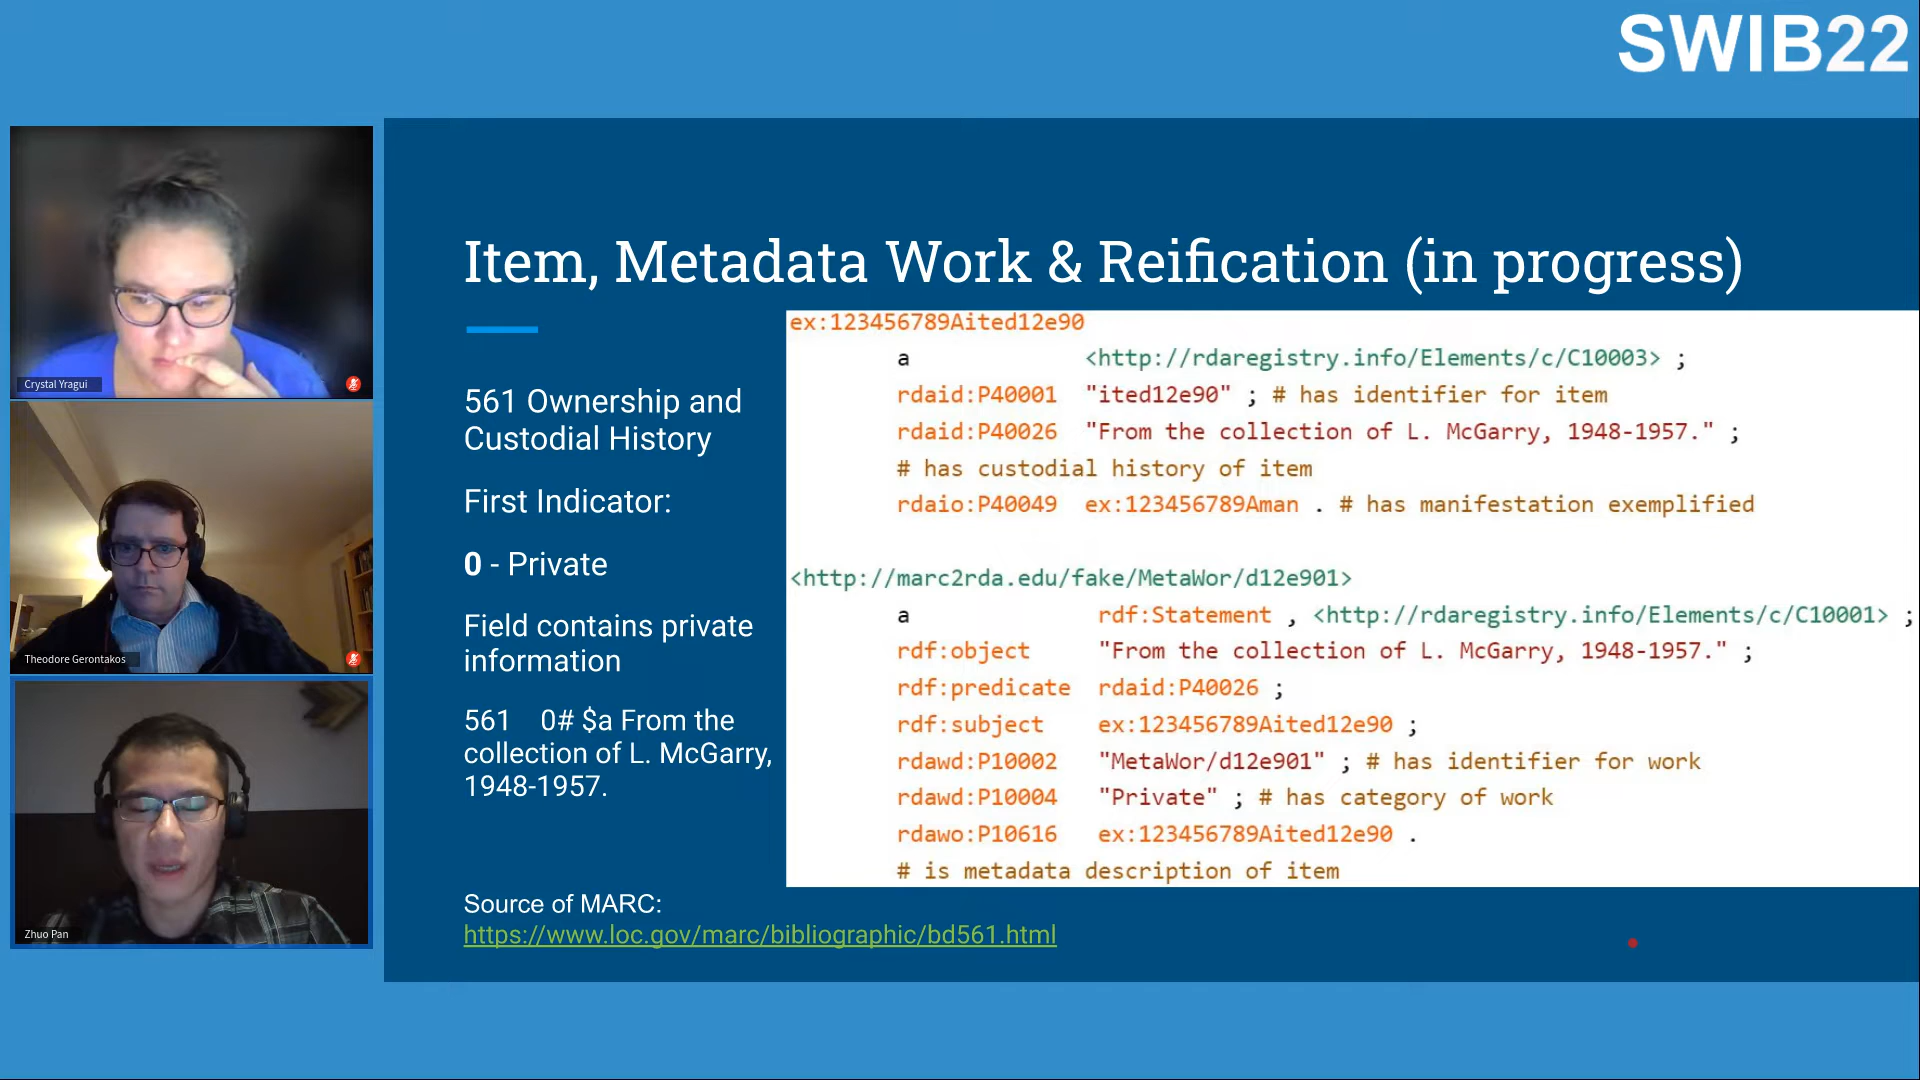 SWIB22
Crystal Yragui
Theodore Gerontakos
Zhuo Pan
Item, Metadata Work & Reification (in progress)
561 Ownership and
Custodial History
First Indicator:
0 - Private
Field contains private
information
561 0# $a From the
collection of L. McGarry,
1948-1957.
Source of MARC:
https://www.loc.gov/marc/bibliographic/bd561.html
ex:123456789Aited12e90
a <http://rdaregistry.info/Elements/c/C10003> ;
rdaid:P40001 "ited12e90" ; # has identifier for item
rdaid:P40026 "From the collection of L. McGarry, 1948-1957." ;
# has custodial history of item
rdaio:P40049 ex:123456789Aman . # has manifestation exemplified
<http://marc2rda.edu/fake/MetaWor/d12e901>
a rdf:Statement , <http://rdaregistry.info/Elements/c/C10001> ;
rdf:object "From the collection of L. McGarry, 1948-1957." ;
rdf:predicate rdaid:P40026 ;
rdf:subject ex:123456789Aited12e90 ;
rdawd:P10002 "MetaWor/d12e901" ; # has identifier for work
rdawd:P10004 "Private" ; # has category of work
rdawo:P10616 ex:123456789Aited12e90 .
# is metadata description of item